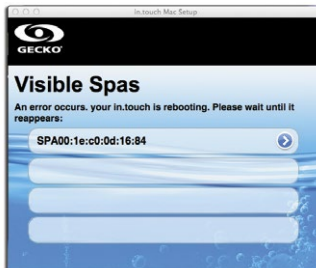 in.touch Mac Setup
GECKO
Visible Spas
An error occurs. your in.touch is rebooting. Please wait until it
reappears:
SPA00:1e:c0:0d:16:84